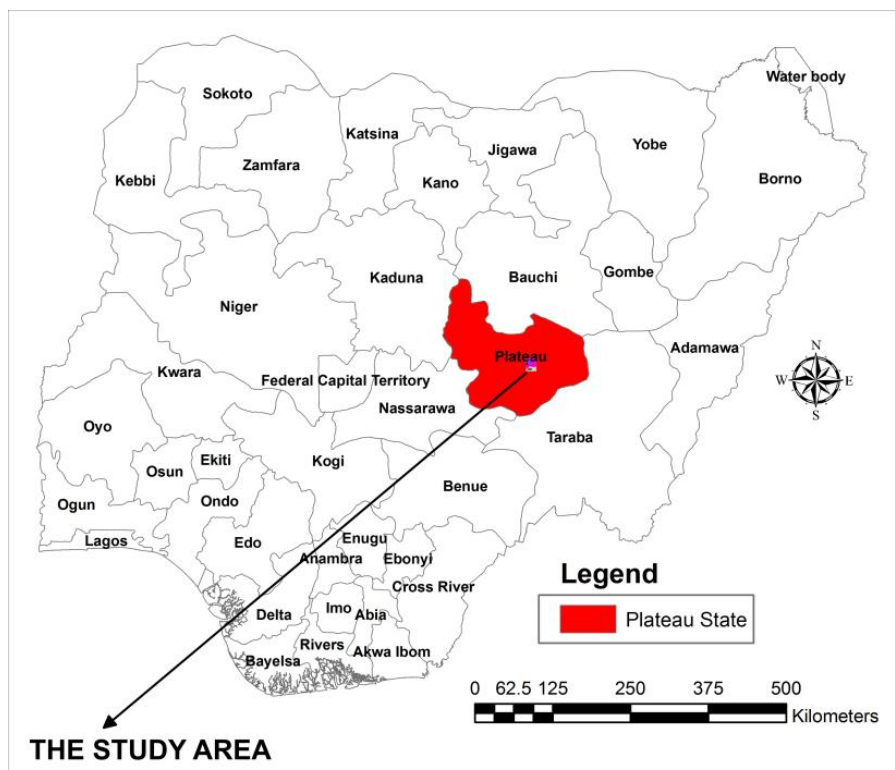 Water body
Sokoto
Katsina
Yobe
Jigawa
Zamfara
Kebbi
Kano
Borno
Kaduna
Bauchi
Gombe
Niger
Adamawa
Plateau
N
W
E
S
Kwara
Federal Capital Territory
Nassarawa
Oyo
Taraba
Osun
Ekiti
Kogi
Benue
Ogun
Ondo
Lagos
Edo
Enugu
Anambra
Ebonyi
Cross River
Legend
Plateau State
Delta
Imo
Abia
Rivers
Akwa Ibom
Bayelsa
0 62.5 125 250 375 500
Kilometers
THE STUDY AREA